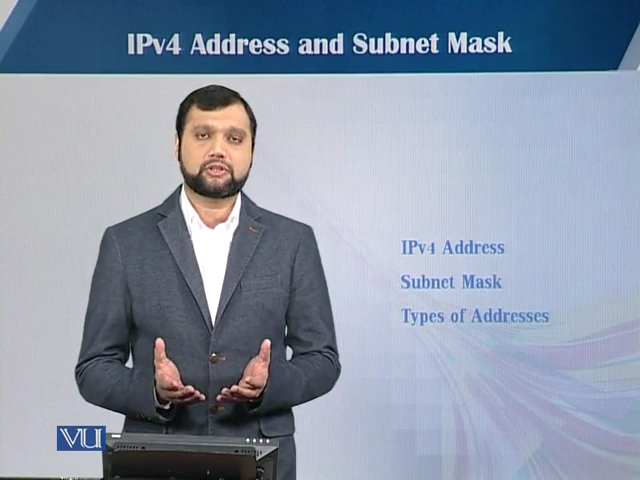 IPv4 Address and Subnet Mask
IPv4 Address
Subnet Mask
Types of Addresses
VU